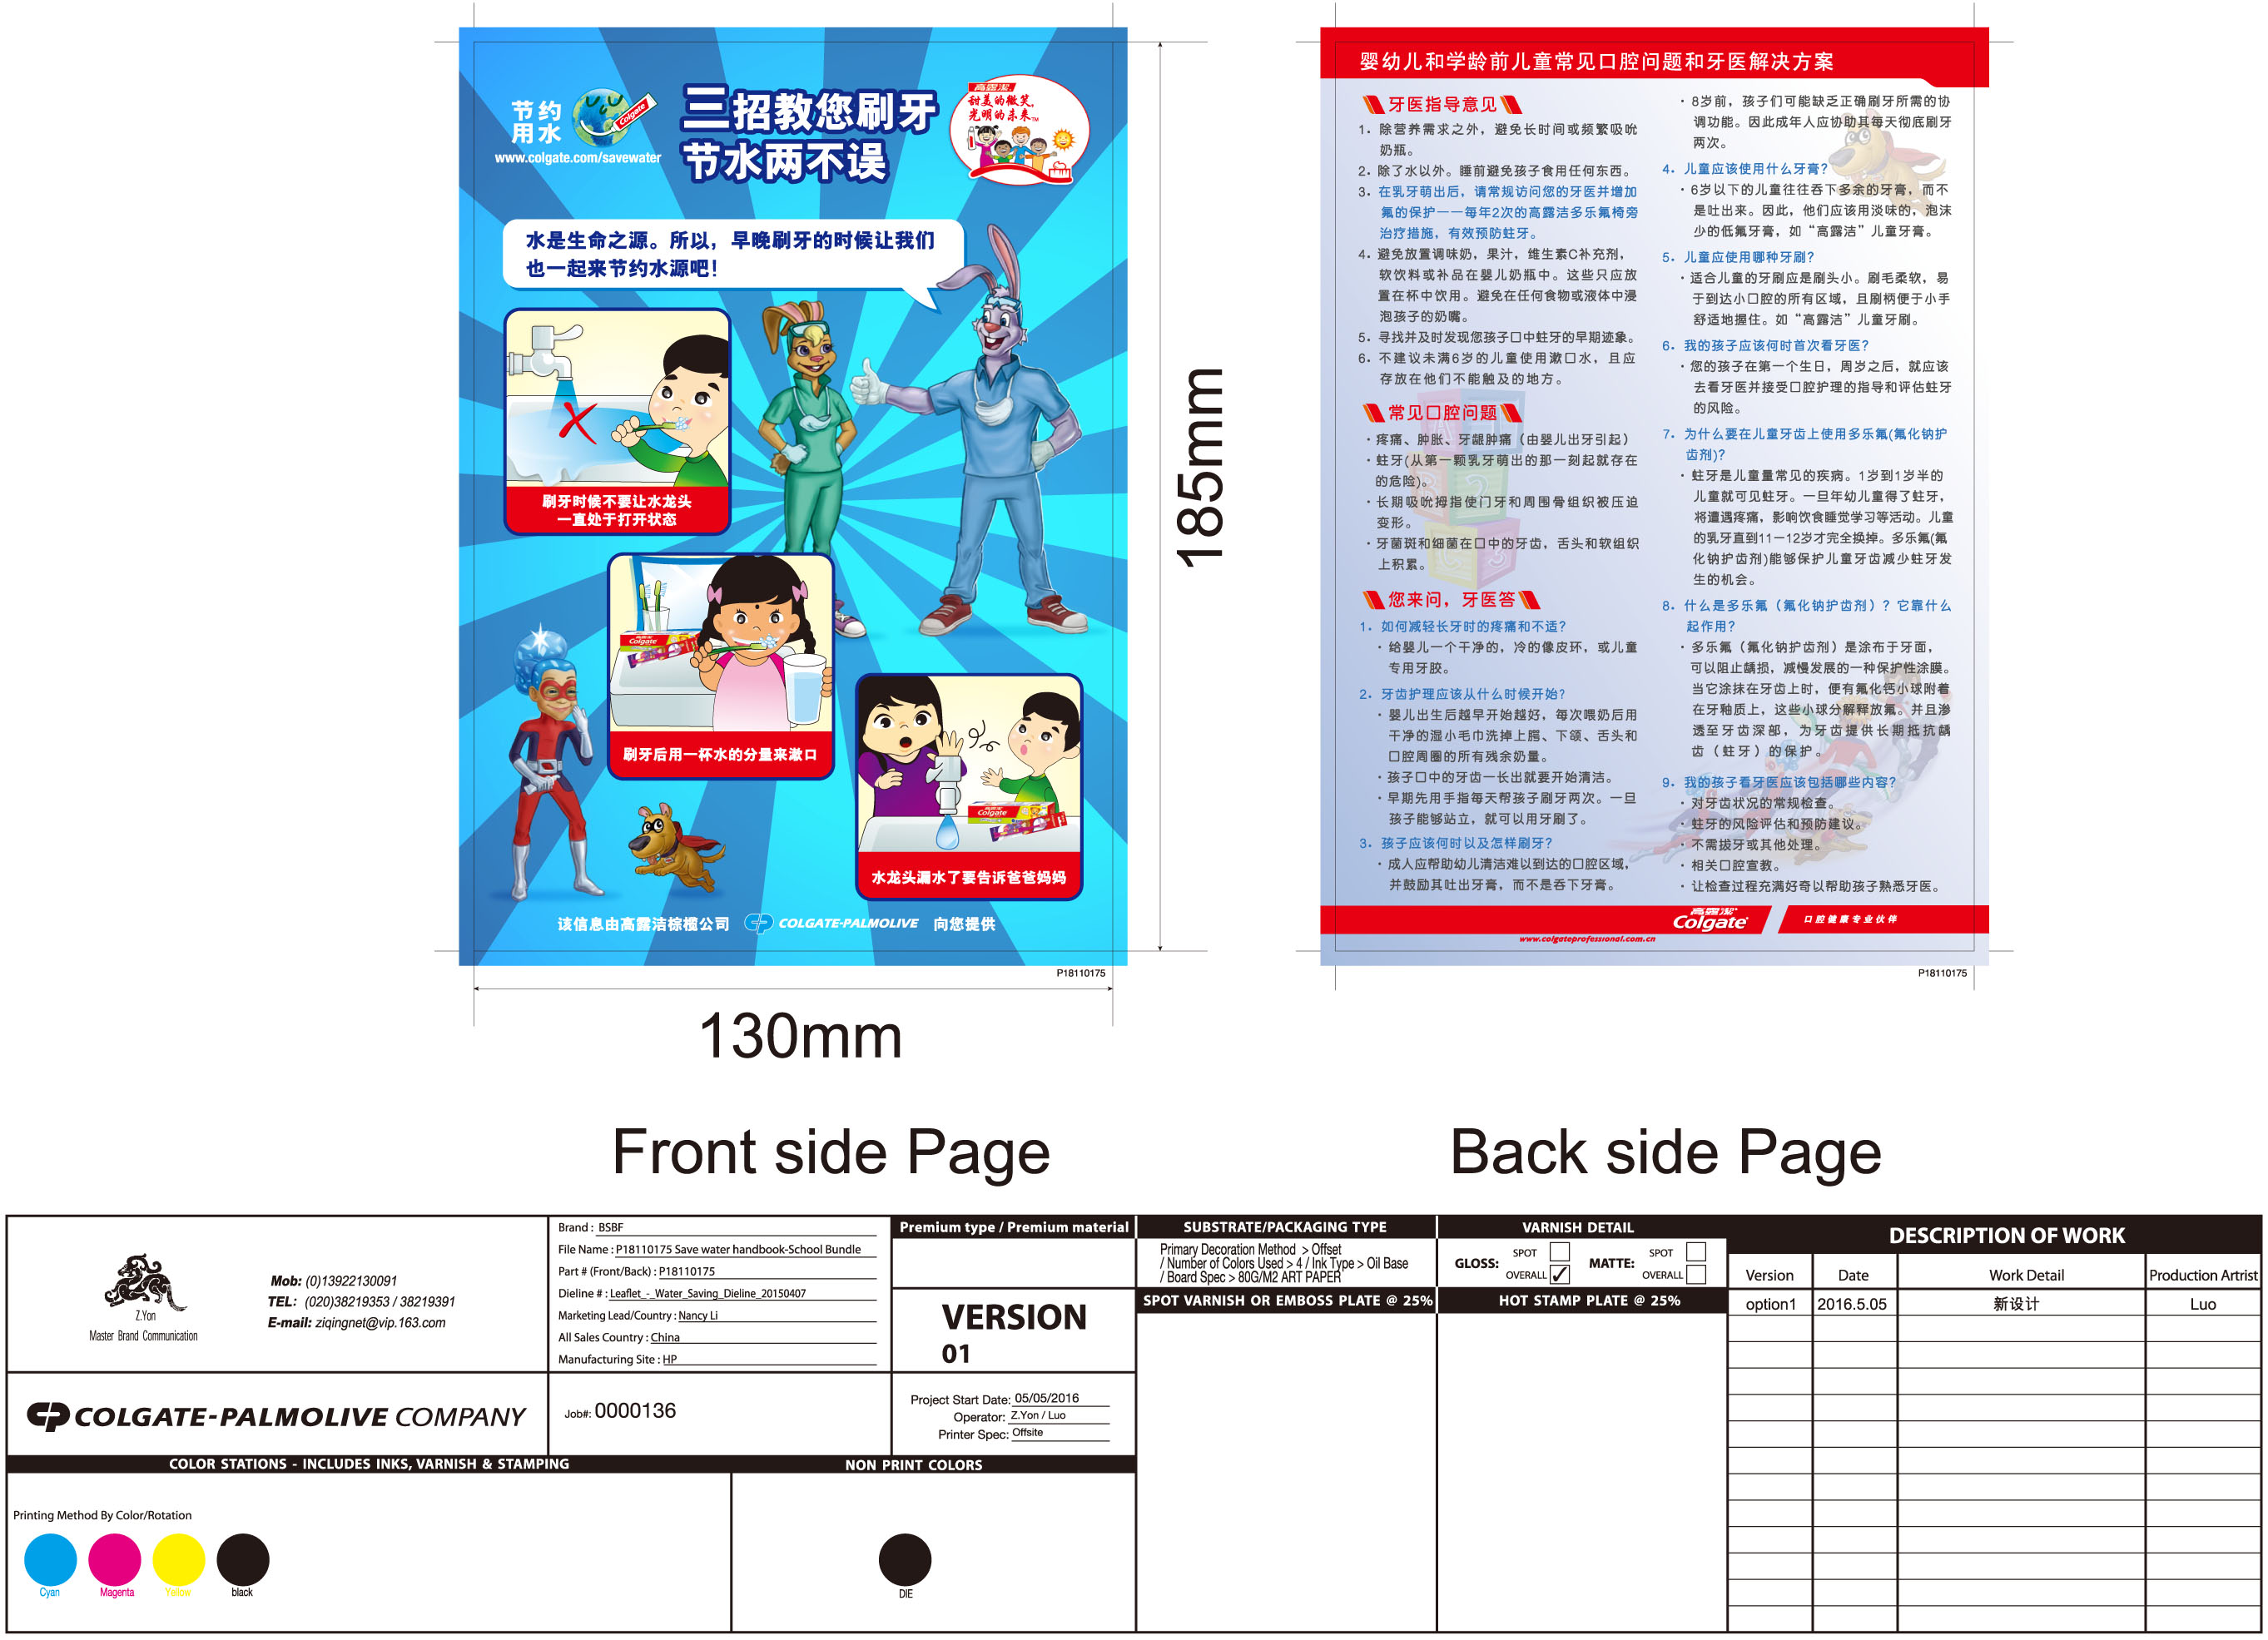 节约
用水
Colgate
www.colgate.com/savewater
三招教您刷牙
节水两不误
高露洁
甜美的微笑,
光明的未来™
水是生命之源。所以，早晚刷牙的时候让我们
也一起来节约水源吧！
刷牙时候不要让水龙头
一直处于打开状态
Colgate
刷牙后用一杯水的分量来漱口
Colgate
水龙头漏水了要告诉爸爸妈妈
该信息由高露洁棕榄公司 COLGATE-PALMOLIVE 向您提供
P18110175
130mm
185mm
Front side Page
婴幼儿和学龄前儿童常见口腔问题和牙医解决方案
牙医指导意见
1. 除营养需求之外，避免长时间或频繁吸吮
奶瓶。
2. 除了水以外。睡前避免孩子食用任何东西。
3. 在乳牙萌出后，请常规访问您的牙医并增加
氟的保护——每年2次的高露洁多乐氟椅旁
治疗措施，有效预防蛀牙。
4. 避免放置调味奶，果汁，维生素C补充剂，
软饮料或补品在婴儿奶瓶中。这些只应放
置在杯中饮用。避免在任何食物或液体中浸
泡孩子的奶嘴。
5. 寻找并及时发现您孩子口中蛀牙的早期迹象。
6. 不建议未满6岁的儿童使用漱口水，且应
存放在他们不能触及的地方。
常见口腔问题
· 疼痛、肿胀、牙龈肿痛（由婴儿出牙引起）
· 蛀牙(从第一颗乳牙萌出的那一刻起就存在
的危险)。
· 长期吸吮拇指使门牙和周围骨组织被压迫
变形。
· 牙菌斑和细菌在口中的牙齿，舌头和软组织
上积累。
您来问，牙医答
1. 如何减轻长牙时的疼痛和不适？
· 给婴儿一个干净的，冷的像皮环，或儿童
专用牙胶。
2. 牙齿护理应该从什么时候开始？
· 婴儿出生后越早开始越好，每次喂奶后用
干净的湿小毛巾洗掉上腭、下颌、舌头和
口腔周圈的所有残余奶量。
· 孩子口中的牙齿一长出就要开始清洁。
· 早期先用手指每天帮孩子刷牙两次。一旦
孩子能够站立，就可以用牙刷了。
3. 孩子应该何时以及怎样刷牙？
· 成人应帮助幼儿清洁难以到达的口腔区域，
并鼓励其吐出牙膏，而不是吞下牙膏。
· 8岁前，孩子们可能缺乏正确刷牙所需的协
调功能。因此成年人应协助其每天彻底刷牙
两次。
4. 儿童应该使用什么牙膏？
· 6岁以下的儿童往往吞下多余的牙膏，而不
是吐出来。因此，他们应该用淡味的，泡沫
少的低氟牙膏，如“高露洁”儿童牙膏。
5. 儿童应使用哪种牙刷？
· 适合儿童的牙刷应是刷头小。刷毛柔软，易
于到达小口腔的所有区域，且刷柄便于小手
舒适地握住。如“高露洁”儿童牙刷。
6. 我的孩子应该何时首次看牙医？
· 您的孩子在第一个生日，周岁之后，就应该
去看牙医并接受口腔护理的指导和评估蛀牙
的风险。
7. 为什么要在儿童牙齿上使用多乐氟(氟化钠护
齿剂)？
· 蛀牙是儿童量常见的疾病。1岁到1岁半的
儿童就可见蛀牙。一旦年幼儿童得了蛀牙，
将遭遇疼痛，影响饮食睡觉学习等活动。儿童
的乳牙直到11—12岁才完全换掉。多乐氟(氟
化钠护齿剂)能够保护儿童牙齿减少蛀牙发
生的机会。
8. 什么是多乐氟（氟化钠护齿剂）？它靠什么
起作用？
· 多乐氟（氟化钠护齿剂）是涂布于牙面，
可以阻止龋损，减慢发展的一种保护性涂膜。
当它涂抹在牙齿上时，便有氟化钙小球附着
在牙釉质上，这些小球分解释放氟。并且渗
透至牙齿深部，为牙齿提供长期抵抗龋
齿（蛀牙）的保护。
9. 我的孩子看牙医应该包括哪些内容？
· 对牙齿状况的常规检查。
· 蛀牙的风险评估和预防建议。
· 不需拔牙或其他处理。
· 相关口腔宣教。
· 让检查过程充满好奇以帮助孩子熟悉牙医。
高露洁
Colgate 口腔健康专业伙伴
www.colgateprofessional.com.cn
P18110175
Back side Page
Z.Yon
Master Brand Communication
Mob: (0)13922130091
TEL: (020)38219353 / 38219391
E-mail: ziqingnet@vip.163.com
Brand : BSBF
File Name : P18110175 Save water handbook-School Bundle
Part # (Front/Back) : P18110175
Dieline # : Leaflet_-_Water_Saving_Dieline_20150407
Marketing Lead/Country : Nancy Li
All Sales Country : China
Manufacturing Site : HP
Premium type / Premium material
VERSION
01
COLGATE-PALMOLIVE COMPANY
Job#: 0000136
Project Start Date: 05/05/2016
Operator: Z.Yon / Luo
Printer Spec: Offsite
COLOR STATIONS - INCLUDES INKS, VARNISH & STAMPING
Printing Method By Color/Rotation
Cyan Magenta Yellow black
NON PRINT COLORS
DIE
SUBSTRATE/PACKAGING TYPE
Primary Decoration Method > Offset
/ Number of Colors Used > 4 / Ink Type > Oil Base
/ Board Spec > 80G/M2 ART PAPER
SPOT VARNISH OR EMBOSS PLATE @ 25%
VARNISH DETAIL
GLOSS: SPOT
OVERALL ✓
MATTE: SPOT
OVERALL
HOT STAMP PLATE @ 25%
DESCRIPTION OF WORK
Version Date Work Detail Production Artrist
option1 2016.5.05 新设计 Luo